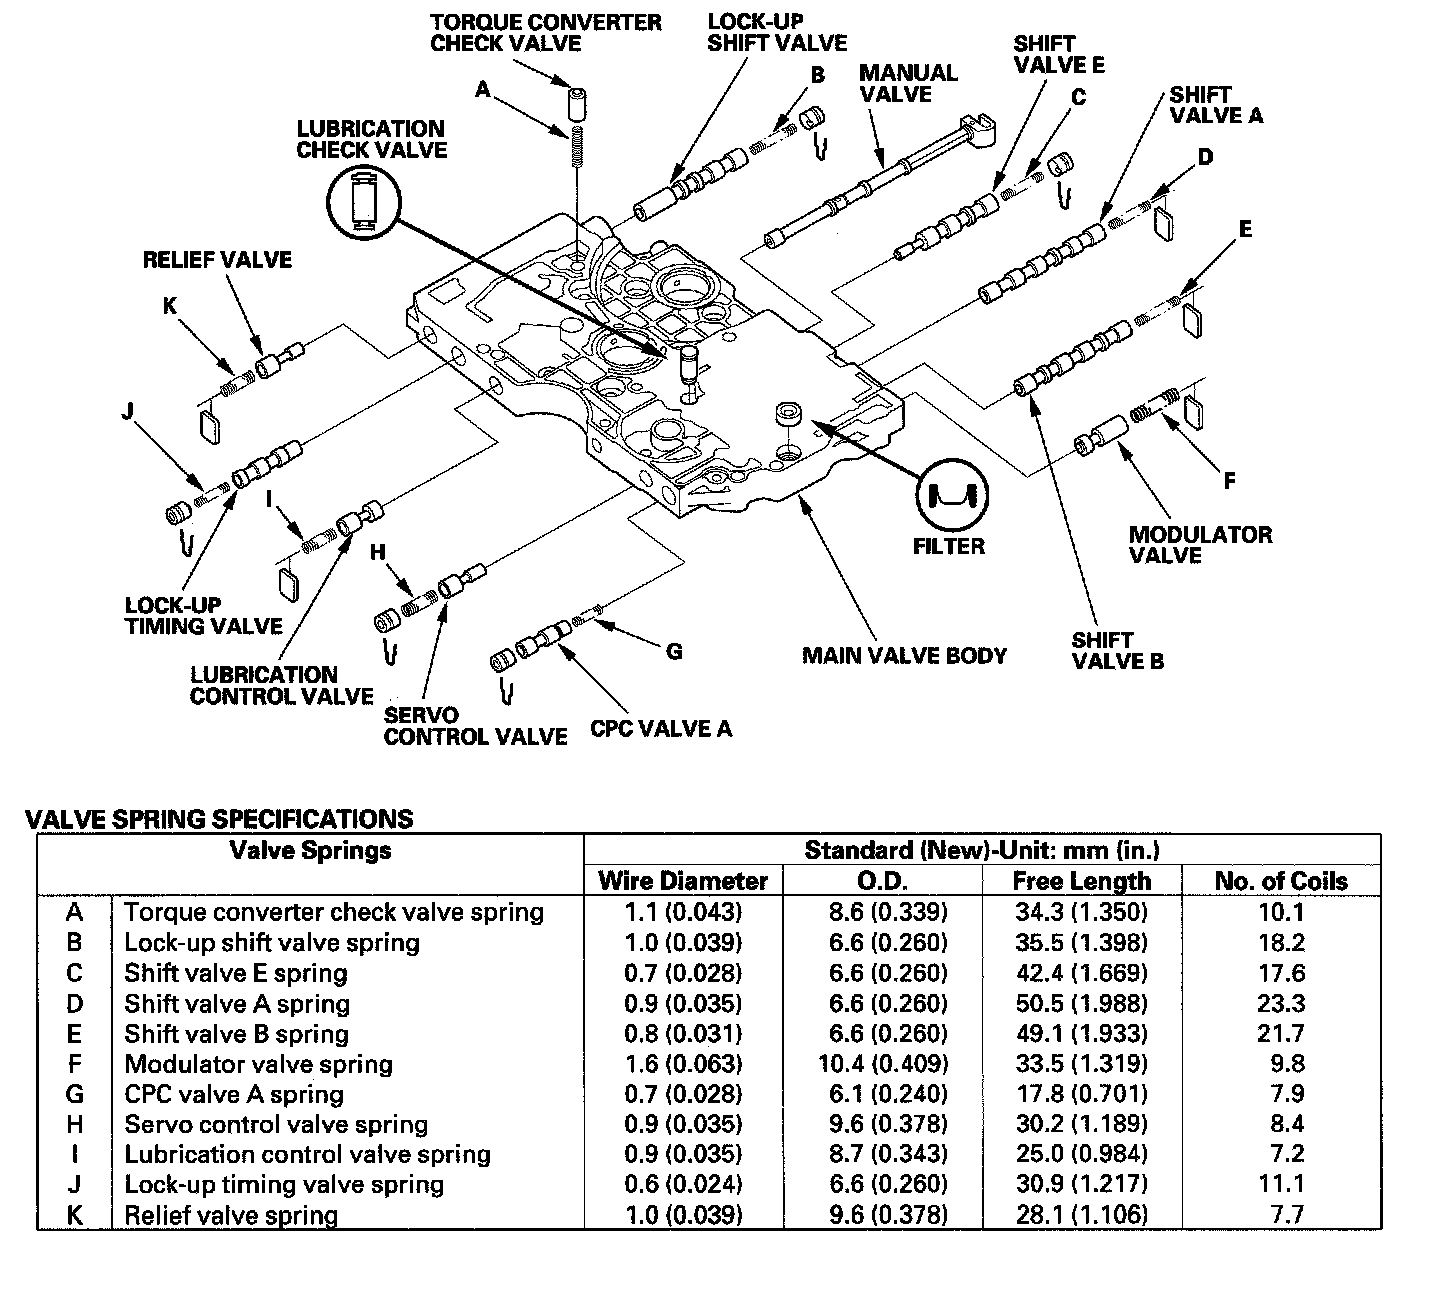 TORQUE CONVERTER
CHECK VALVE
LOCK-UP
SHIFT VALVE
SHIFT
VALVE E
MANUAL
VALVE
SHIFT
VALVE A
A
B
C
D
E
LUBRICATION
CHECK VALVE
RELIEF VALVE
K
J
I
H
F
G
FILTER
MODULATOR
VALVE
LOCK-UP
TIMING VALVE
LUBRICATION
CONTROL VALVE
SERVO
CONTROL VALVE
CPC VALVE A
MAIN VALVE BODY
SHIFT
VALVE B
VALVE SPRING SPECIFICATIONS
Valve Springs Standard (New)-Unit: mm (in.)
Wire Diameter O.D. Free Length No. of Coils
A Torque converter check valve spring 1.1 (0.043) 8.6 (0.339) 34.3 (1.350) 10.1
B Lock-up shift valve spring 1.0 (0.039) 6.6 (0.260) 35.5 (1.398) 18.2
C Shift valve E spring 0.7 (0.028) 6.6 (0.260) 42.4 (1.669) 17.6
D Shift valve A spring 0.9 (0.035) 6.6 (0.260) 50.5 (1.988) 23.3
E Shift valve B spring 0.8 (0.031) 6.6 (0.260) 49.1 (1.933) 21.7
F Modulator valve spring 1.6 (0.063) 10.4 (0.409) 33.5 (1.319) 9.8
G CPC valve A spring 0.7 (0.028) 6.1 (0.240) 17.8 (0.701) 7.9
H Servo control valve spring 0.9 (0.035) 9.6 (0.378) 30.2 (1.189) 8.4
I Lubrication control valve spring 0.9 (0.035) 8.7 (0.343) 25.0 (0.984) 7.2
J Lock-up timing valve spring 0.6 (0.024) 6.6 (0.260) 30.9 (1.217) 11.1
K Relief valve spring 1.0 (0.039) 9.6 (0.378) 28.1 (1.106) 7.7